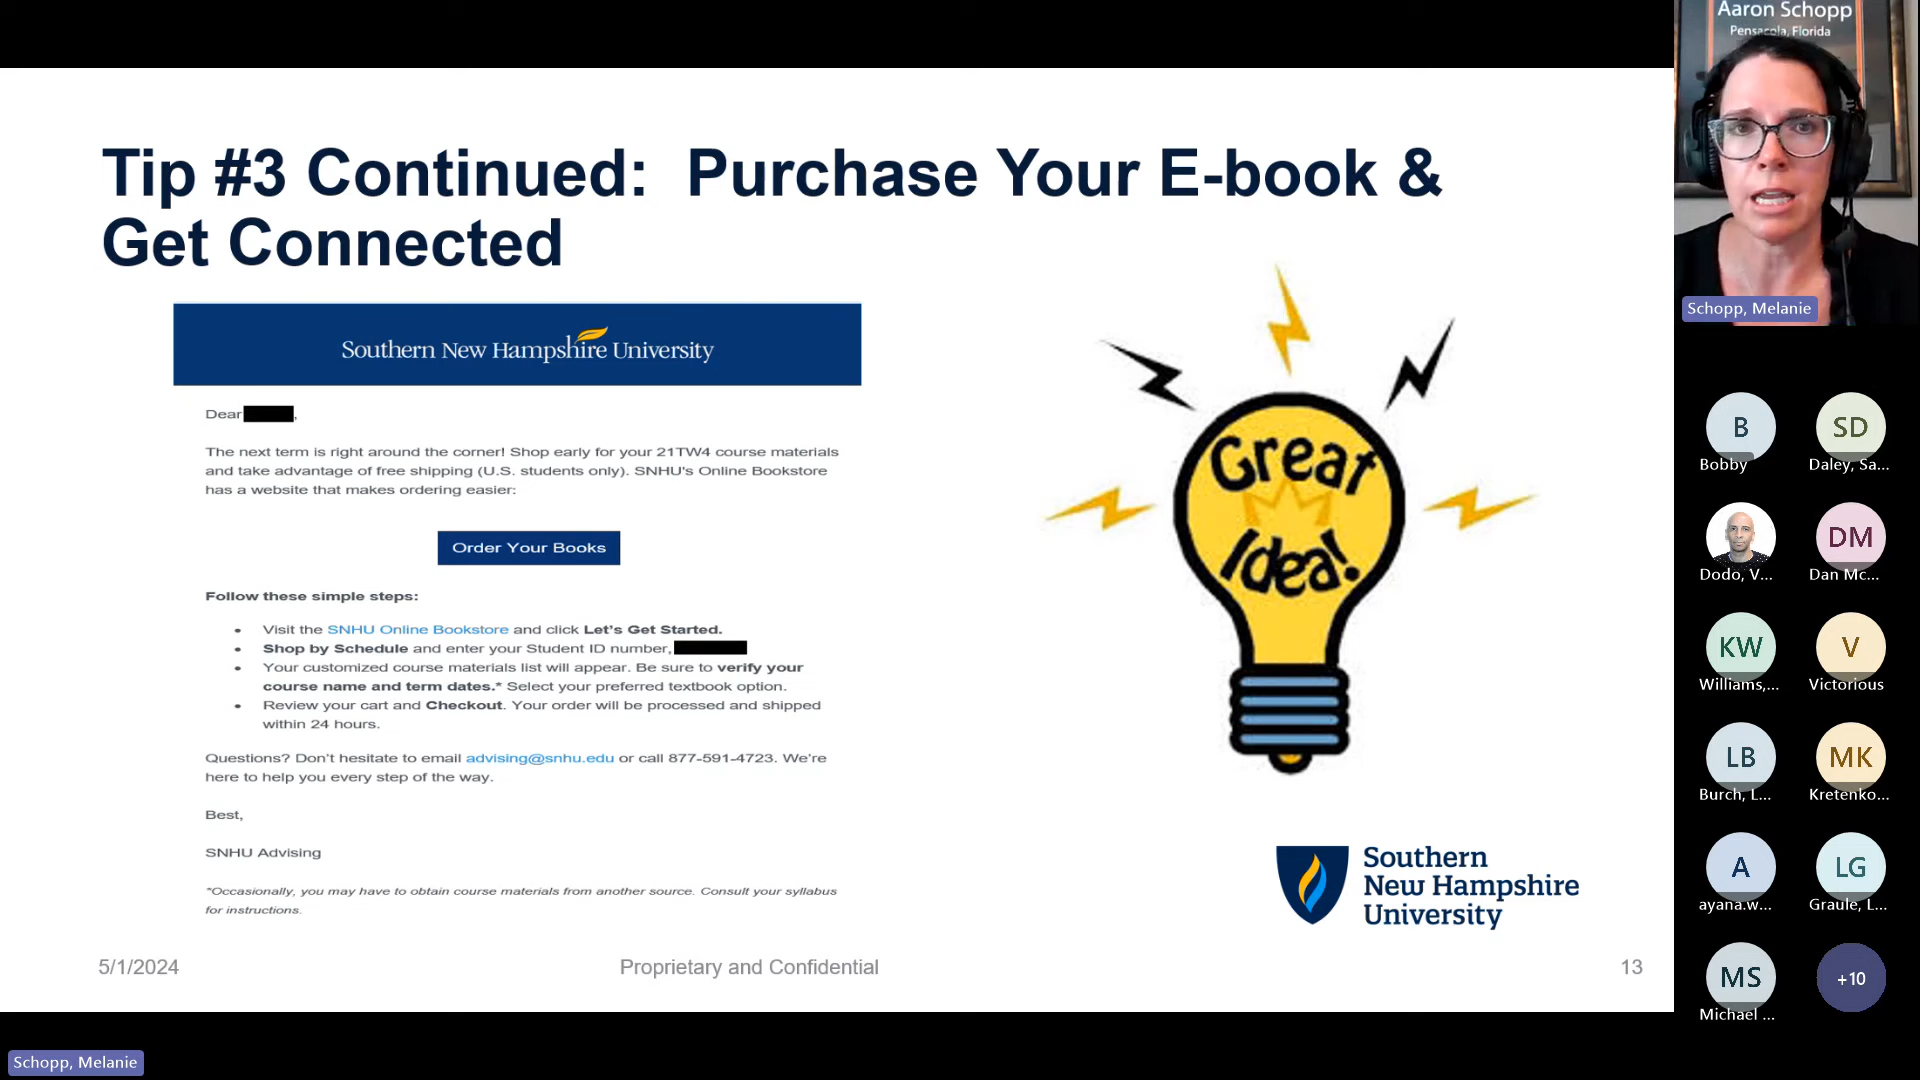 Aaron Schopp
Pensacola, Florida
Tip #3 Continued:  Purchase Your E-book &
Get Connected
Southern New Hampshire University
Dear ,
The next term is right around the corner! Shop early for your 21TW4 course materials
and take advantage of free shipping (U.S. students only). SNHU's Online Bookstore
has a website that makes ordering easier:
Order Your Books
Follow these simple steps:
• Visit the SNHU Online Bookstore and click Let's Get Started.
• Shop by Schedule and enter your Student ID number,
• Your customized course materials list will appear. Be sure to verify your
course name and term dates.* Select your preferred textbook option.
• Review your cart and Checkout. Your order will be processed and shipped
within 24 hours.
Questions? Don't hesitate to email advising@snhu.edu or call 877-591-4723. We're
here to help you every step of the way.
Best,
SNHU Advising
*Occasionally, you may have to obtain course materials from another source. Consult your syllabus
for instructions.
Great
Idea!
Southern
New Hampshire
University
5/1/2024
Proprietary and Confidential
13
Schopp, Melanie
B
Bobby
SD
Daley, Sa...
Dodo, V...
DM
Dan Mc...
KW
Williams,...
V
Victorious
LB
Burch, L...
MK
Kretenko...
A
ayana.w...
LG
Graule, L...
MS
Michael ...
+10
Schopp, Melanie